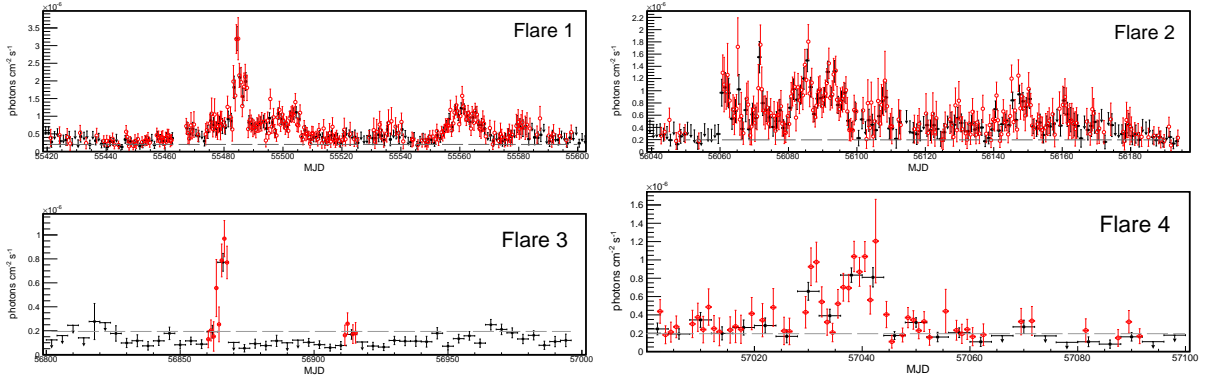 ×10⁻⁶
Flare 1
photons cm⁻² s⁻¹
3.5
3
2.5
2
1.5
1
0.5
0
55420 55440 55460 55480 55500 55520 55540 55560 55580 55600
MJD
×10⁻⁶
Flare 2
photons cm⁻² s⁻¹
2.2
2
1.8
1.6
1.4
1.2
1
0.8
0.6
0.4
0.2
0
56040 56060 56080 56100 56120 56140 56160 56180
MJD
×10⁻⁶
Flare 3
photons cm⁻² s⁻¹
1
0.8
0.6
0.4
0.2
0
56800 56850 56900 56950 57000
MJD
×10⁻⁶
Flare 4
photons cm⁻² s⁻¹
1.6
1.4
1.2
1
0.8
0.6
0.4
0.2
0
57020 57040 57060 57080 57100
MJD